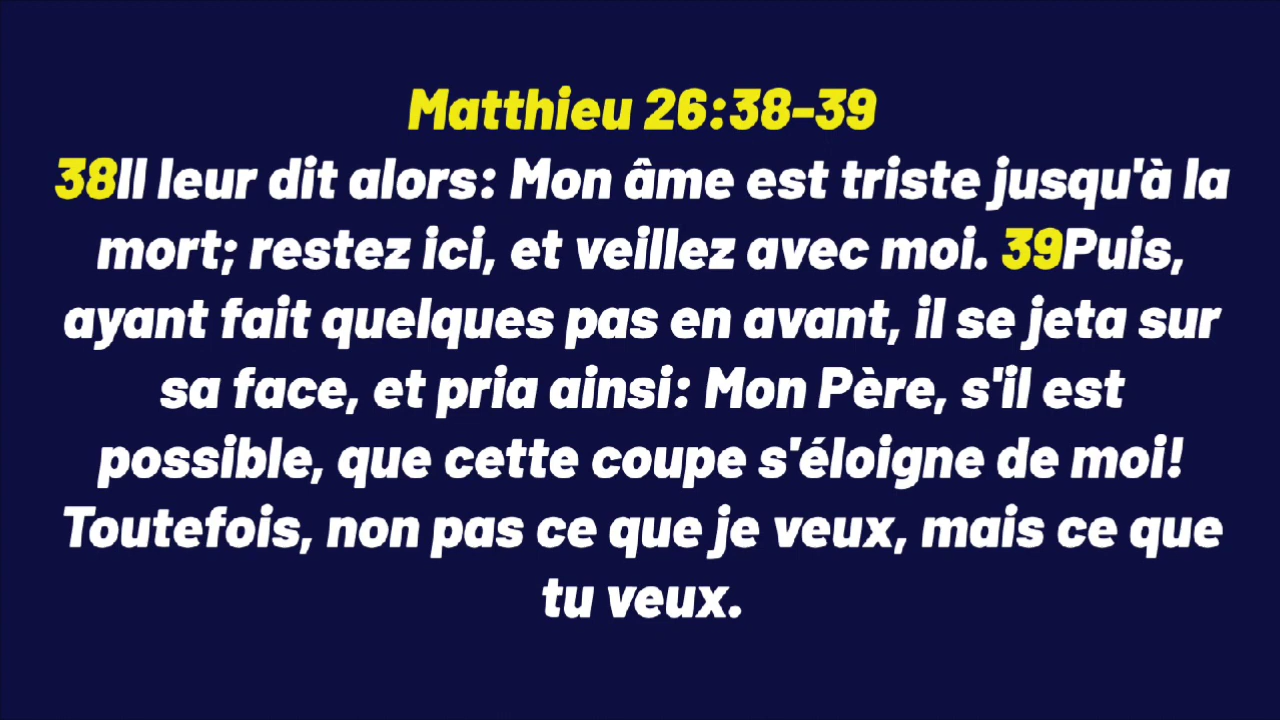 Matthieu 26:38-39
38Il leur dit alors: Mon âme est triste jusqu'à la
mort; restez ici, et veillez avec moi. 39Puis,
ayant fait quelques pas en avant, il se jeta sur
sa face, et pria ainsi: Mon Père, s'il est
possible, que cette coupe s'éloigne de moi!
Toutefois, non pas ce que je veux, mais ce que
tu veux.